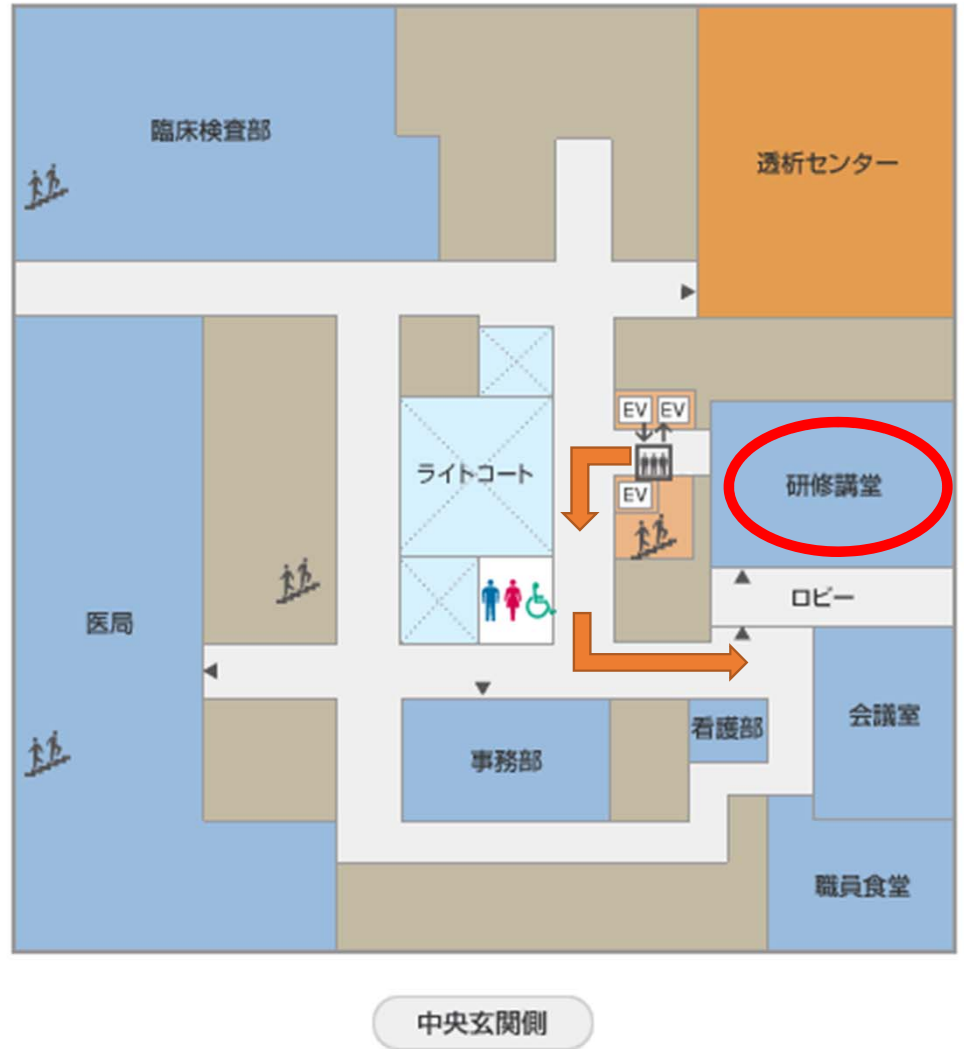 臨床検査部
透析センター
EV
EV
ライトコート
EV
研修講堂
ロビー
医局
会議室
看護部
事務部
職員食堂
中央玄関側